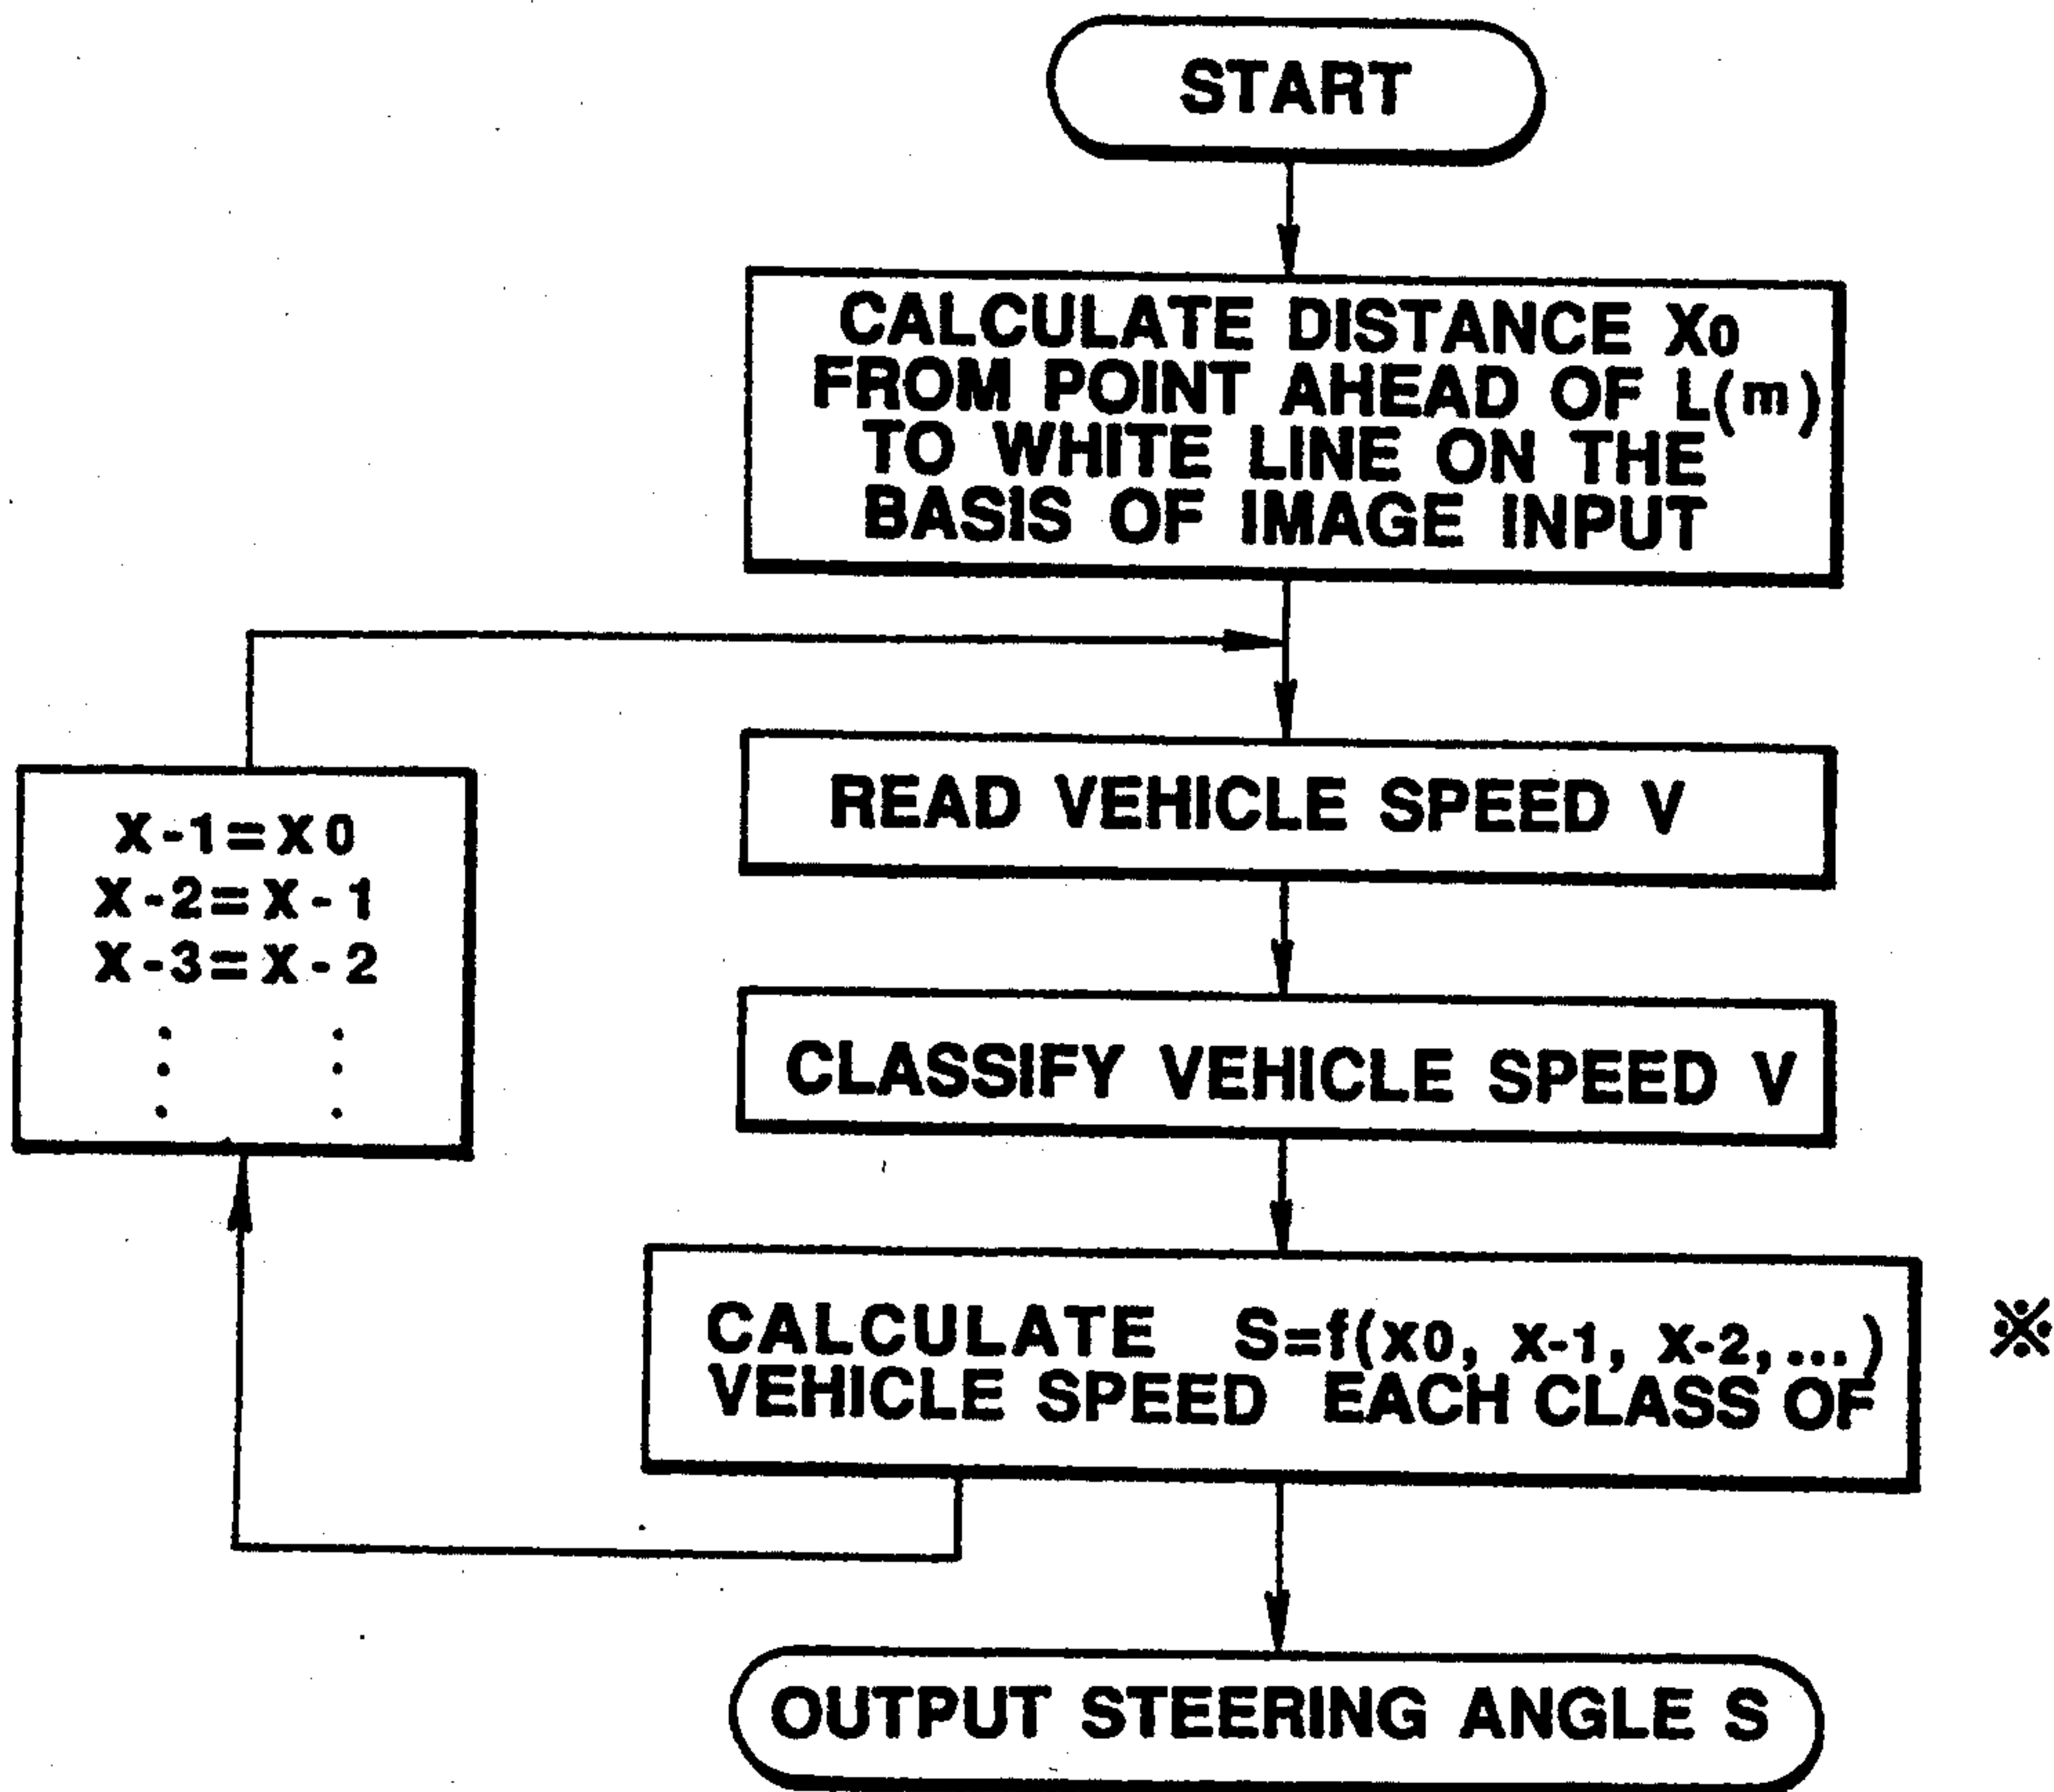 START
CALCULATE DISTANCE X0
FROM POINT AHEAD OF L(m)
TO WHITE LINE ON THE
BASIS OF IMAGE INPUT
READ VEHICLE SPEED V
X-1=X0
X-2=X-1
X-3=X-2
CLASSIFY VEHICLE SPEED V
CALCULATE S=f(X0, X-1, X-2,...)
VEHICLE SPEED EACH CLASS OF
※
OUTPUT STEERING ANGLE S